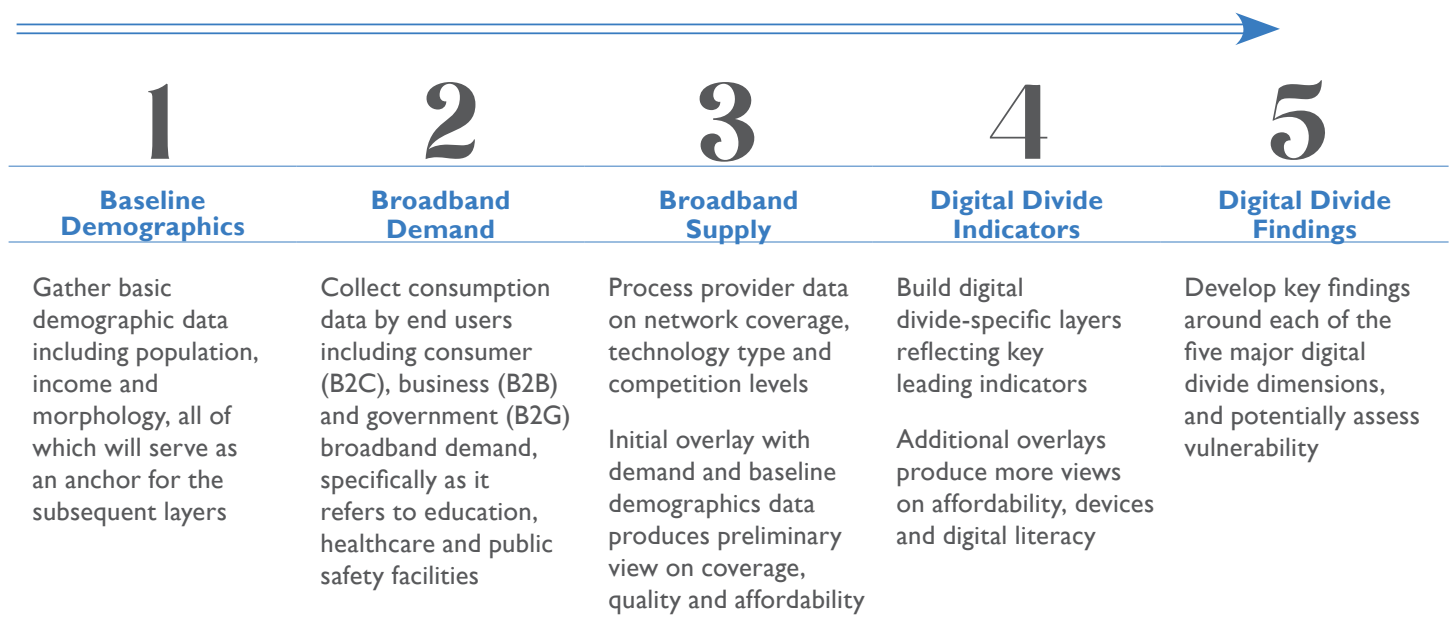 1
Baseline
Demographics
Gather basic
demographic data
including population,
income and
morphology, all of
which will serve as
an anchor for the
subsequent layers
2
Broadband
Demand
Collect consumption
data by end users
including consumer
(B2C), business (B2B)
and government (B2G)
broadband demand,
specifically as it
refers to education,
healthcare and public
safety facilities
3
Broadband
Supply
Process provider data
on network coverage,
technology type and
competition levels
Initial overlay with
demand and baseline
demographics data
produces preliminary
view on coverage,
quality and affordability
4
Digital Divide
Indicators
Build digital
divide-specific layers
reflecting key
leading indicators
Additional overlays
produce more views
on affordability, devices
and digital literacy
5
Digital Divide
Findings
Develop key findings
around each of the
five major digital
divide dimensions,
and potentially assess
vulnerability